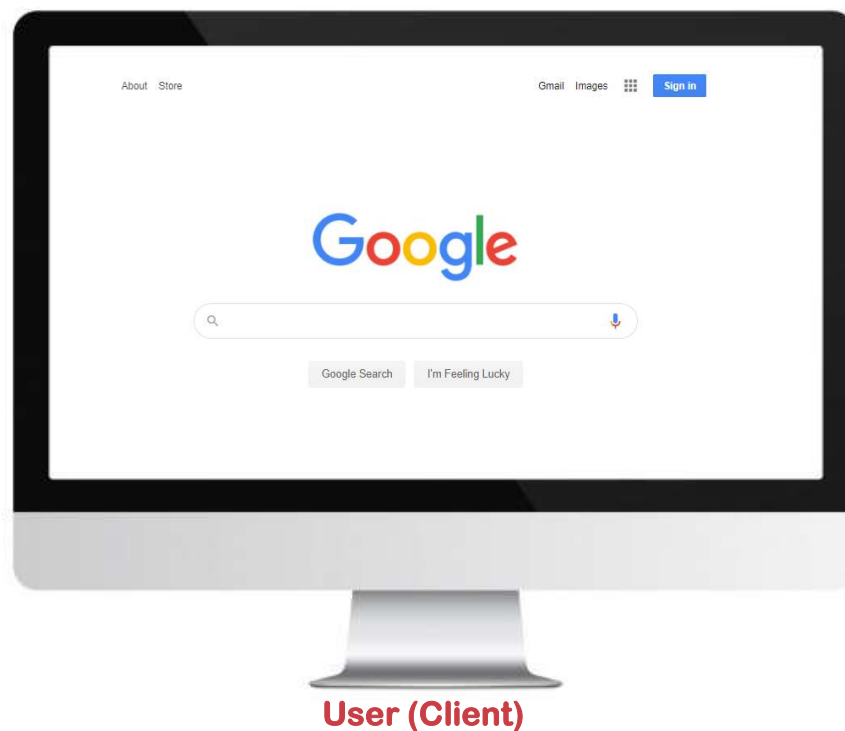 About Store
Gmail Images Sign in
Google
Google Search I'm Feeling Lucky
User (Client)